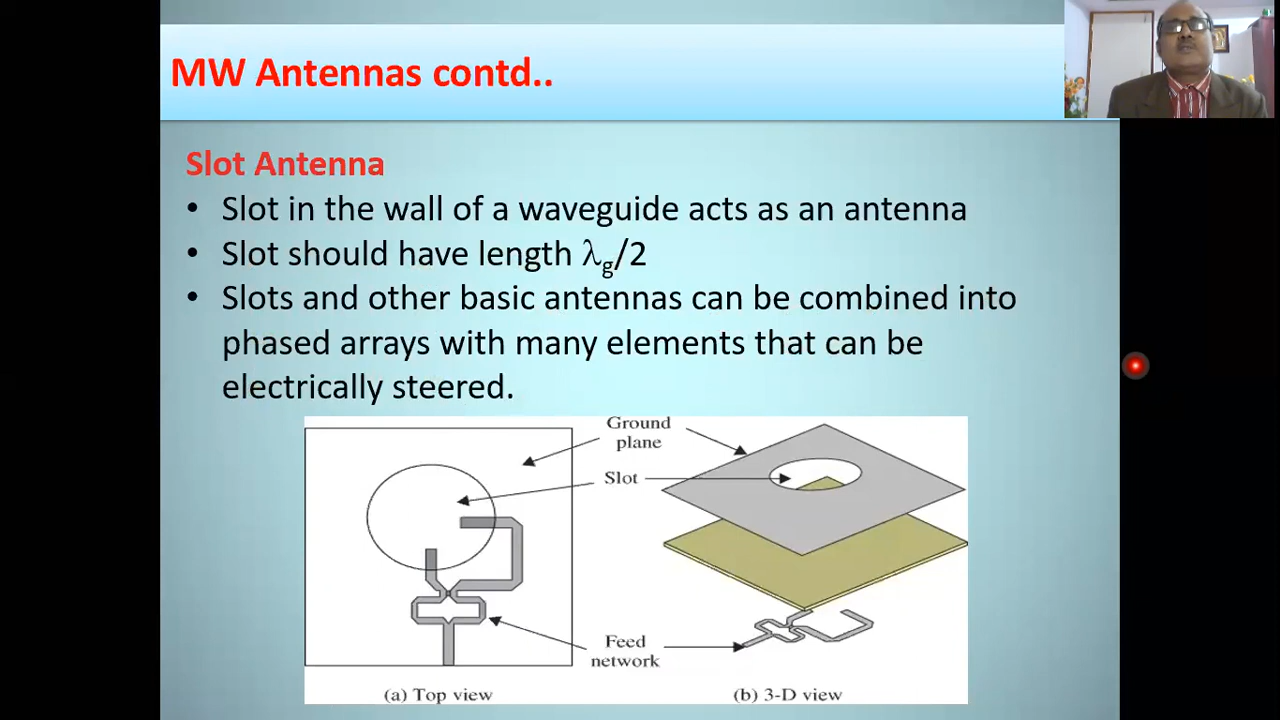 MW Antennas contd..
Slot Antenna
• Slot in the wall of a waveguide acts as an antenna
• Slot should have length λg/2
• Slots and other basic antennas can be combined into
phased arrays with many elements that can be
electrically steered.
Ground
plane
Slot
Feed
network
(a) Top view
(b) 3-D view